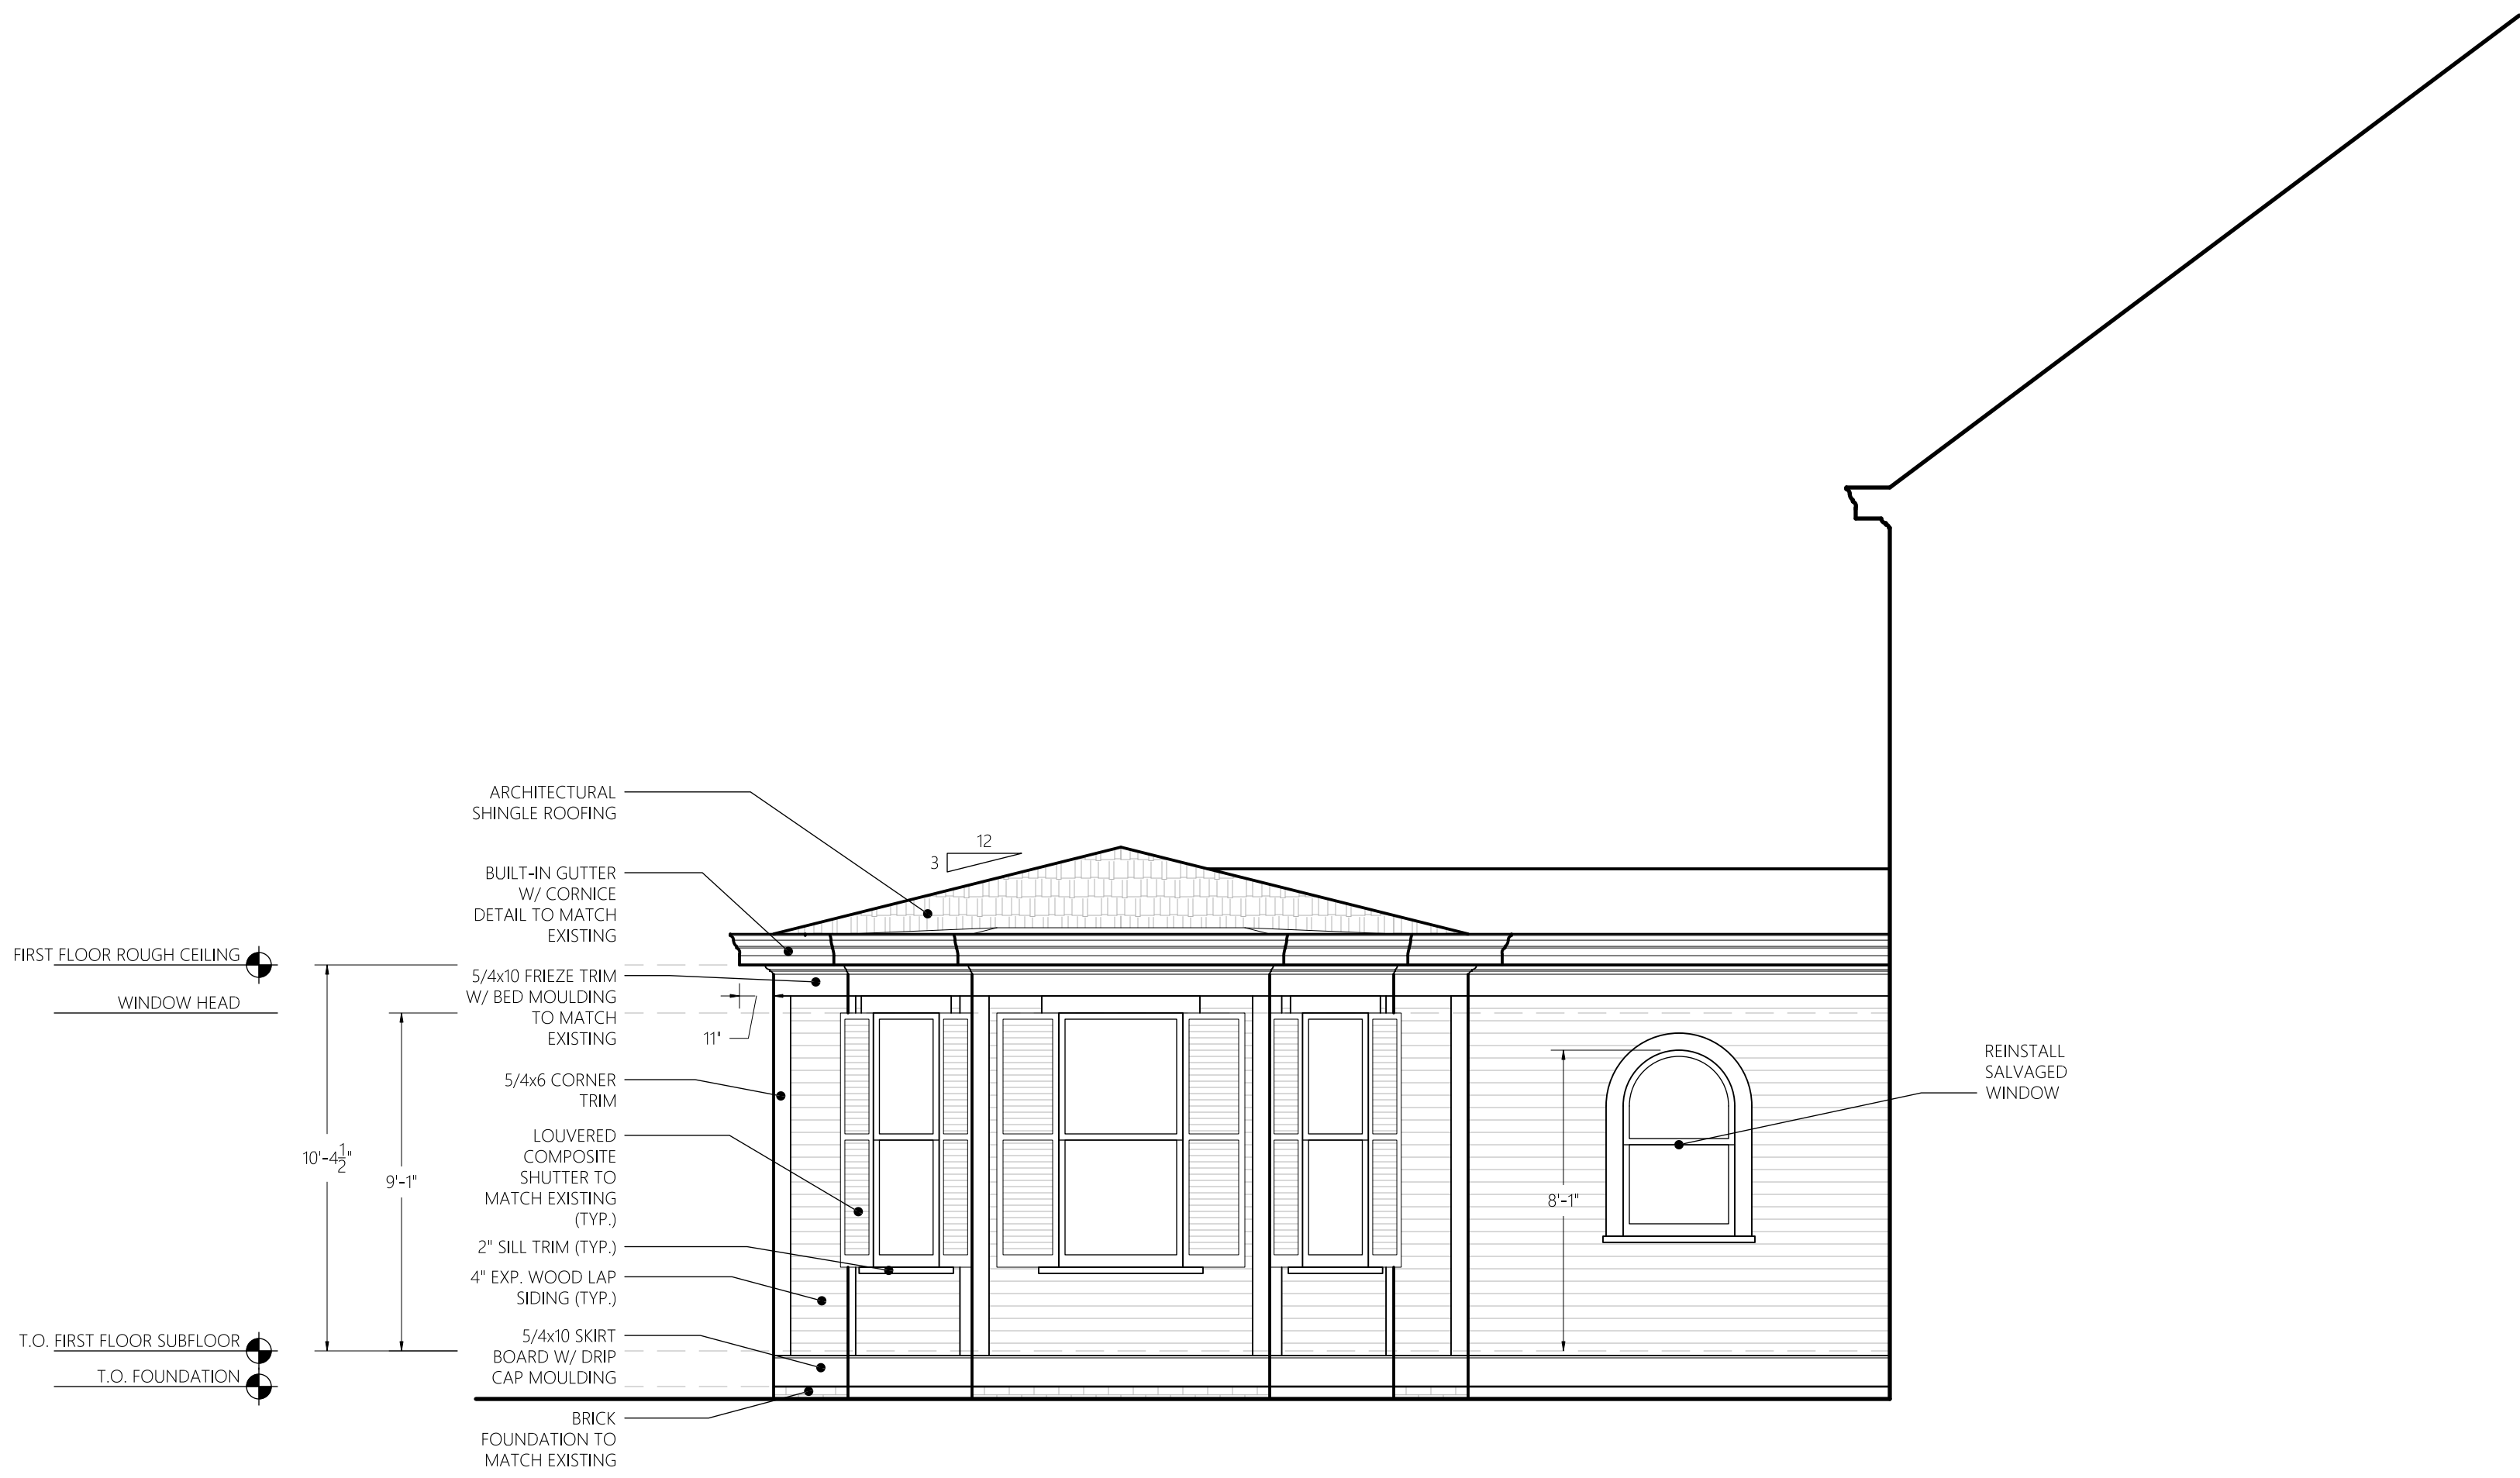 ARCHITECTURAL
SHINGLE ROOFING
12
3
BUILT-IN GUTTER
W/ CORNICE
DETAIL TO MATCH
EXISTING
FIRST FLOOR ROUGH CEILING
5/4x10 FRIEZE TRIM
W/ BED MOULDING
TO MATCH
EXISTING
WINDOW HEAD
11"
5/4x6 CORNER
TRIM
REINSTALL
SALVAGED
WINDOW
LOUVERED
COMPOSITE
SHUTTER TO
MATCH EXISTING
(TYP.)
10'-4 1/2"
9'-1"
8'-1"
2" SILL TRIM (TYP.)
4" EXP. WOOD LAP
SIDING (TYP.)
T.O. FIRST FLOOR SUBFLOOR
5/4x10 SKIRT
BOARD W/ DRIP
CAP MOULDING
T.O. FOUNDATION
BRICK
FOUNDATION TO
MATCH EXISTING